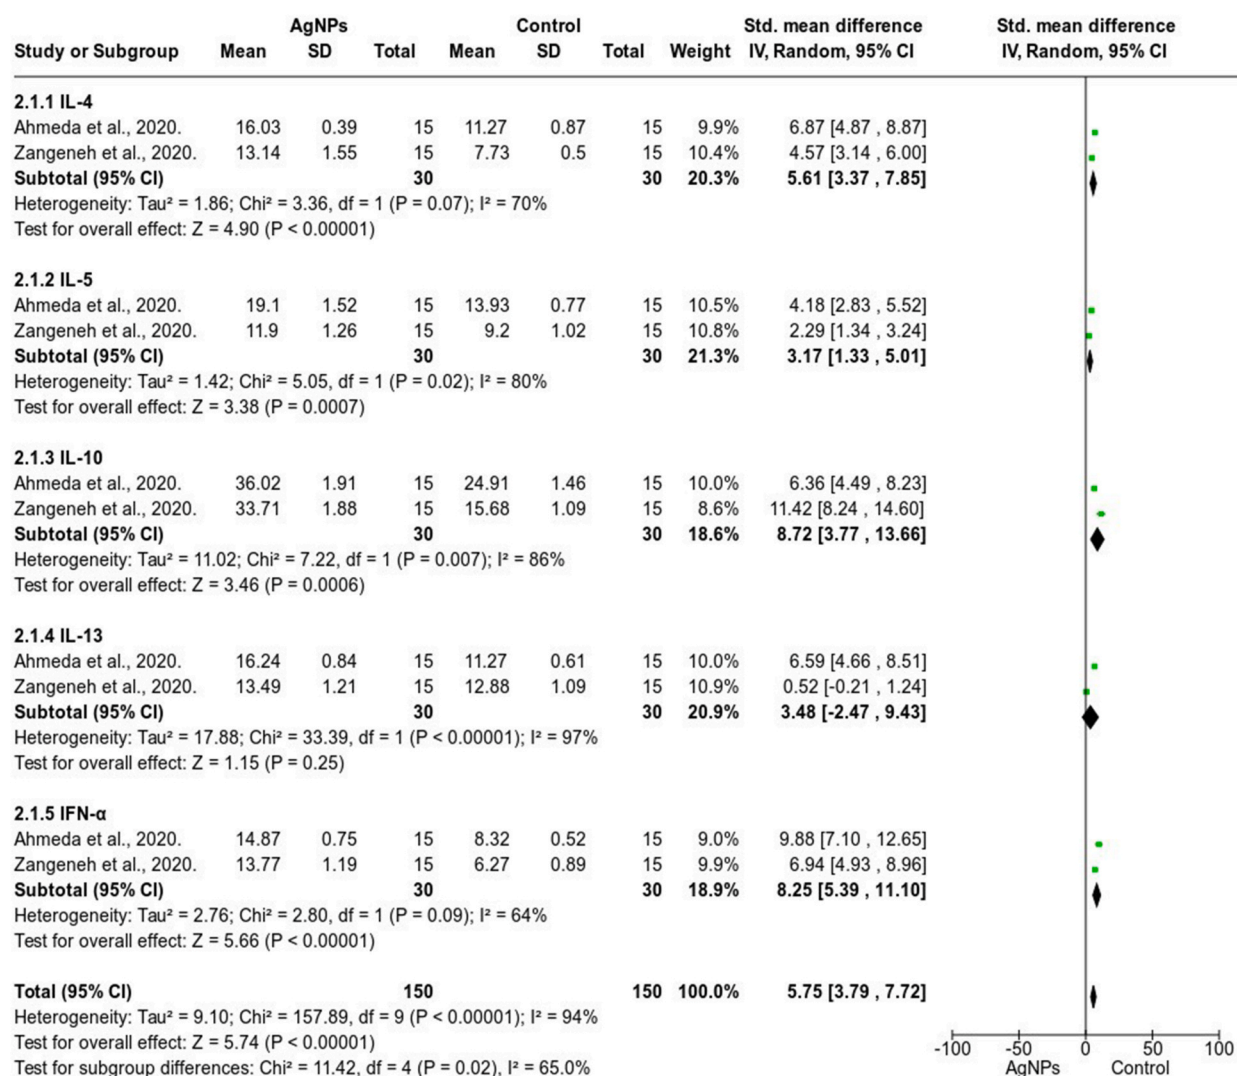 AgNPs Control Std. mean difference Std. mean difference
Study or Subgroup Mean SD Total Mean SD Total Weight IV, Random, 95% CI IV, Random, 95% CI
2.1.1 IL-4
Ahmeda et al., 2020. 16.03 0.39 15 11.27 0.87 15 9.9% 6.87 [4.87 , 8.87]
Zangeneh et al., 2020. 13.14 1.55 15 7.73 0.5 15 10.4% 4.57 [3.14 , 6.00]
Subtotal (95% CI) 30 30 20.3% 5.61 [3.37 , 7.85]
Heterogeneity: Tau² = 1.86; Chi² = 3.36, df = 1 (P = 0.07); I² = 70%
Test for overall effect: Z = 4.90 (P < 0.00001)
2.1.2 IL-5
Ahmeda et al., 2020. 19.1 1.52 15 13.93 0.77 15 10.5% 4.18 [2.83 , 5.52]
Zangeneh et al., 2020. 11.9 1.26 15 9.2 1.02 15 10.8% 2.29 [1.34 , 3.24]
Subtotal (95% CI) 30 30 21.3% 3.17 [1.33 , 5.01]
Heterogeneity: Tau² = 1.42; Chi² = 5.05, df = 1 (P = 0.02); I² = 80%
Test for overall effect: Z = 3.38 (P = 0.0007)
2.1.3 IL-10
Ahmeda et al., 2020. 36.02 1.91 15 24.91 1.46 15 10.0% 6.36 [4.49 , 8.23]
Zangeneh et al., 2020. 33.71 1.88 15 15.68 1.09 15 8.6% 11.42 [8.24 , 14.60]
Subtotal (95% CI) 30 30 18.6% 8.72 [3.77 , 13.66]
Heterogeneity: Tau² = 11.02; Chi² = 7.22, df = 1 (P = 0.007); I² = 86%
Test for overall effect: Z = 3.46 (P = 0.0006)
2.1.4 IL-13
Ahmeda et al., 2020. 16.24 0.84 15 11.27 0.61 15 10.0% 6.59 [4.66 , 8.51]
Zangeneh et al., 2020. 13.49 1.21 15 12.88 1.09 15 10.9% 0.52 [-0.21 , 1.24]
Subtotal (95% CI) 30 30 20.9% 3.48 [-2.47 , 9.43]
Heterogeneity: Tau² = 17.88; Chi² = 33.39, df = 1 (P < 0.00001); I² = 97%
Test for overall effect: Z = 1.15 (P = 0.25)
2.1.5 IFN-α
Ahmeda et al., 2020. 14.87 0.75 15 8.32 0.52 15 9.0% 9.88 [7.10 , 12.65]
Zangeneh et al., 2020. 13.77 1.19 15 6.27 0.89 15 9.9% 6.94 [4.93 , 8.96]
Subtotal (95% CI) 30 30 18.9% 8.25 [5.39 , 11.10]
Heterogeneity: Tau² = 2.76; Chi² = 2.80, df = 1 (P = 0.09); I² = 64%
Test for overall effect: Z = 5.66 (P < 0.00001)
Total (95% CI) 150 150 100.0% 5.75 [3.79 , 7.72]
Heterogeneity: Tau² = 9.10; Chi² = 157.89, df = 9 (P < 0.00001); I² = 94%
Test for overall effect: Z = 5.74 (P < 0.00001)
Test for subgroup differences: Chi² = 11.42, df = 4 (P = 0.02), I² = 65.0%
-100 -50 0 50 100
AgNPs Control